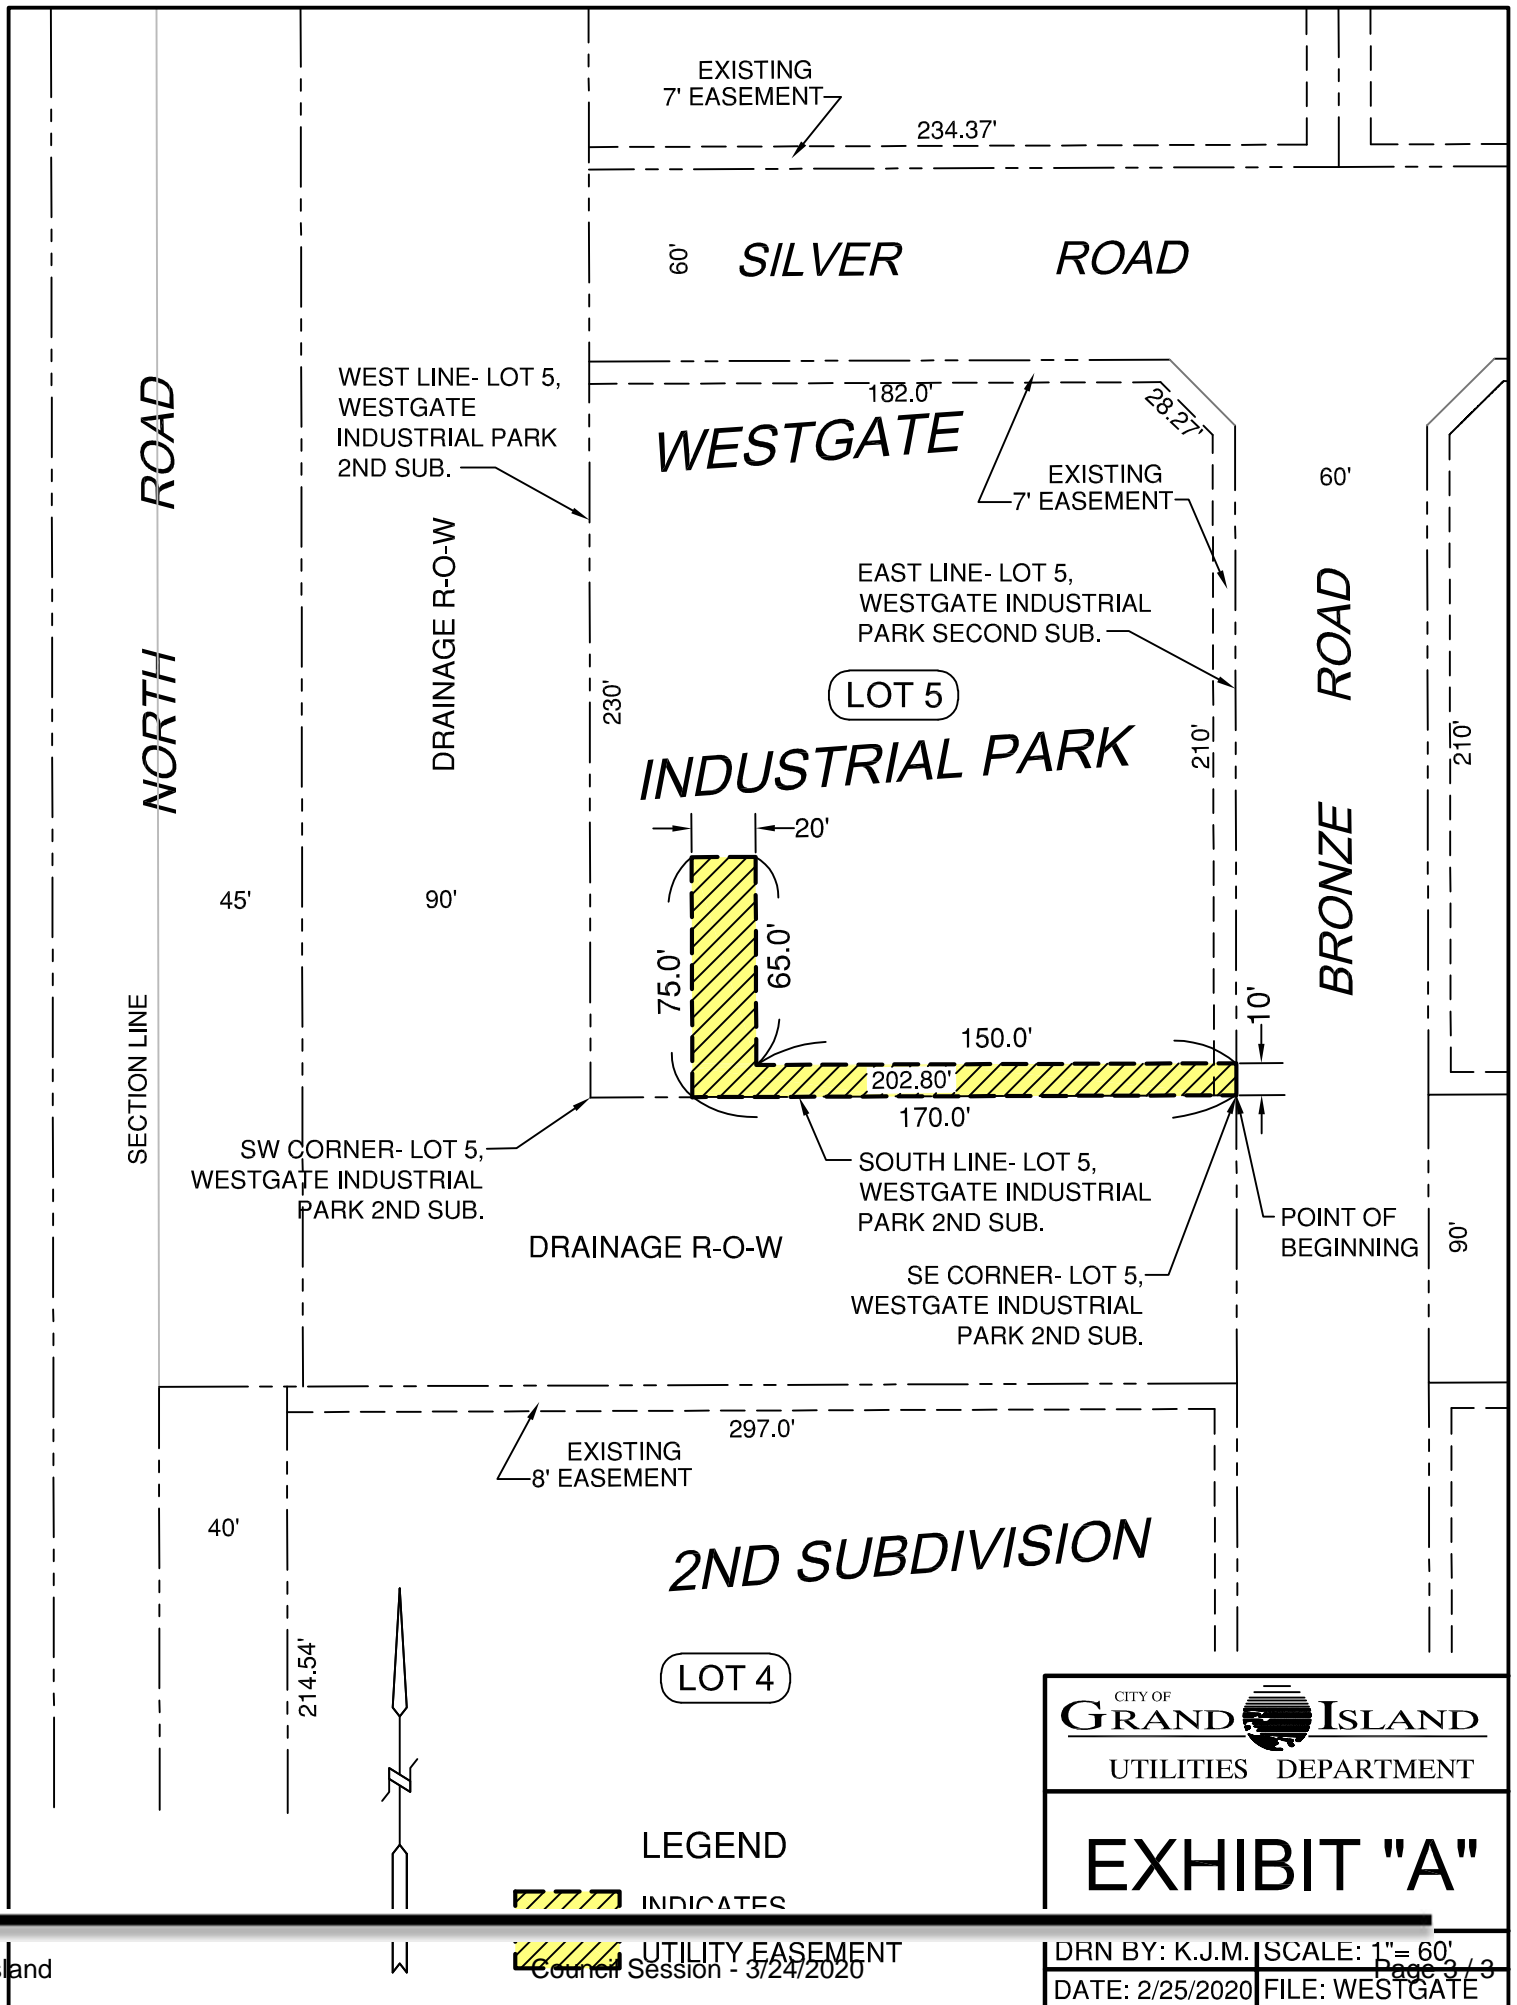 EXISTING
7' EASEMENT
234.37'
60'
SILVER ROAD
WEST LINE- LOT 5,
WESTGATE
INDUSTRIAL PARK
2ND SUB.
182.0'
28.27'
WESTGATE
EXISTING
7' EASEMENT
60'
NORTH ROAD
DRAINAGE R-O-W
EAST LINE- LOT 5,
WESTGATE INDUSTRIAL
PARK SECOND SUB.
LOT 5
230'
210'
210'
INDUSTRIAL PARK
BRONZE ROAD
20'
45'
90'
75.0'
65.0'
10'
SECTION LINE
150.0'
202.80'
170.0'
SW CORNER- LOT 5,
WESTGATE INDUSTRIAL
PARK 2ND SUB.
SOUTH LINE- LOT 5,
WESTGATE INDUSTRIAL
PARK 2ND SUB.
POINT OF
BEGINNING
90'
DRAINAGE R-O-W
SE CORNER- LOT 5,
WESTGATE INDUSTRIAL
PARK 2ND SUB.
297.0'
EXISTING
8' EASEMENT
40'
2ND SUBDIVISION
214.54'
LOT 4
N
CITY OF
GRAND ISLAND
UTILITIES DEPARTMENT
LEGEND
INDICATES
UTILITY EASEMENT
EXHIBIT "A"
DRN BY: K.J.M.
SCALE: 1"= 60'
DATE: 2/25/2020
FILE: WESTGATE
Council Session - 3/24/2020
Page 3 / 3